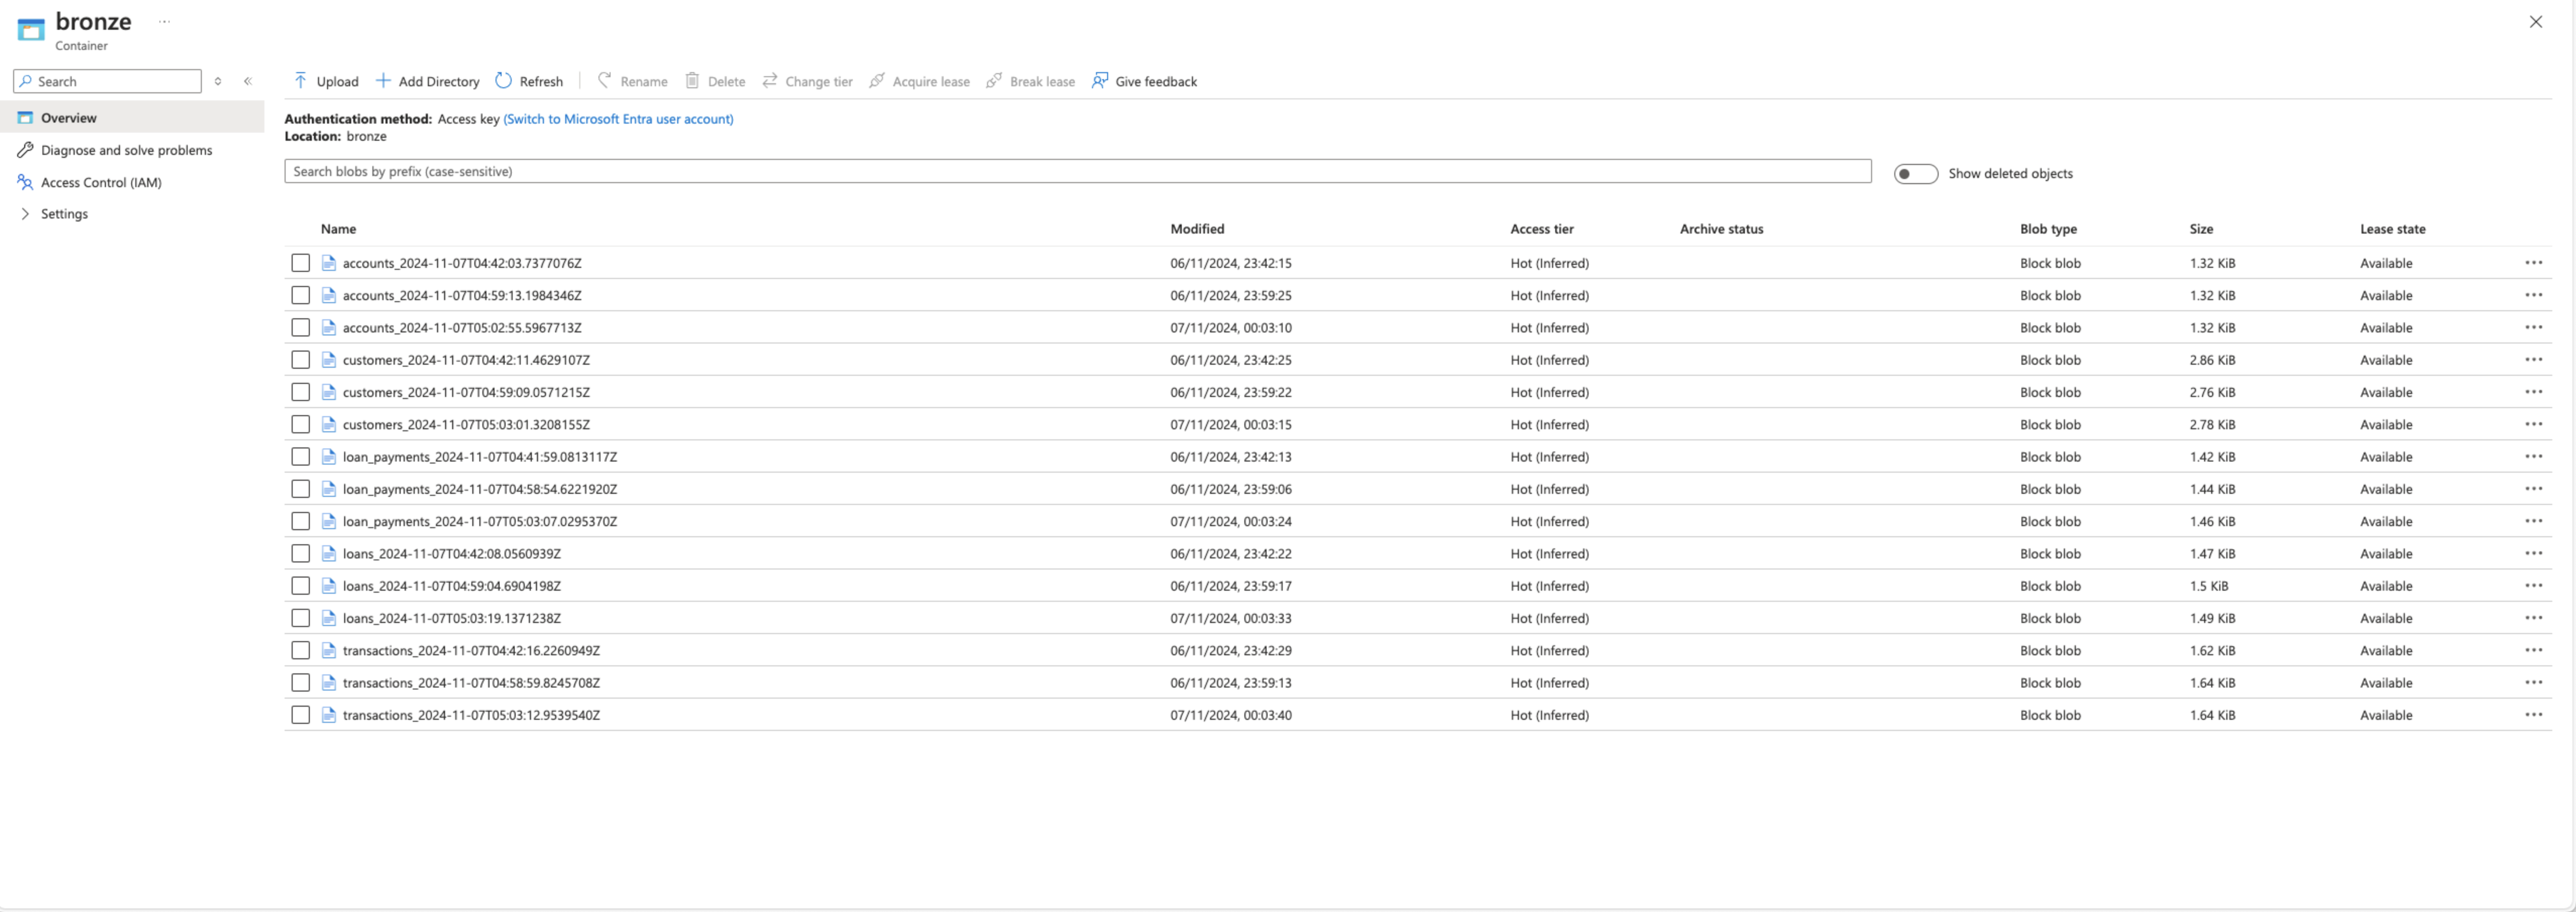 bronze ...
Container
Search
Overview
Diagnose and solve problems
Access Control (IAM)
Settings
Upload Add Directory Refresh Rename Delete Change tier Acquire lease Break lease Give feedback
Authentication method: Access key (Switch to Microsoft Entra user account)
Location: bronze
Search blobs by prefix (case-sensitive) Show deleted objects
Name Modified Access tier Archive status Blob type Size Lease state
accounts_2024-11-07T04:42:03.7377076Z 06/11/2024, 23:42:15 Hot (Inferred) Block blob 1.32 KiB Available ...
accounts_2024-11-07T04:59:13.1984346Z 06/11/2024, 23:59:25 Hot (Inferred) Block blob 1.32 KiB Available ...
accounts_2024-11-07T05:02:55.5967713Z 07/11/2024, 00:03:10 Hot (Inferred) Block blob 1.32 KiB Available ...
customers_2024-11-07T04:42:11.4629107Z 06/11/2024, 23:42:25 Hot (Inferred) Block blob 2.86 KiB Available ...
customers_2024-11-07T04:59:09.0571215Z 06/11/2024, 23:59:22 Hot (Inferred) Block blob 2.76 KiB Available ...
customers_2024-11-07T05:03:01.3208155Z 07/11/2024, 00:03:15 Hot (Inferred) Block blob 2.78 KiB Available ...
loan_payments_2024-11-07T04:41:59.0813117Z 06/11/2024, 23:42:13 Hot (Inferred) Block blob 1.42 KiB Available ...
loan_payments_2024-11-07T04:58:54.6221920Z 06/11/2024, 23:59:06 Hot (Inferred) Block blob 1.44 KiB Available ...
loan_payments_2024-11-07T05:03:07.0295370Z 07/11/2024, 00:03:24 Hot (Inferred) Block blob 1.46 KiB Available ...
loans_2024-11-07T04:42:08.0560939Z 06/11/2024, 23:42:22 Hot (Inferred) Block blob 1.47 KiB Available ...
loans_2024-11-07T04:59:04.6904198Z 06/11/2024, 23:59:17 Hot (Inferred) Block blob 1.5 KiB Available ...
loans_2024-11-07T05:03:19.1371238Z 07/11/2024, 00:03:33 Hot (Inferred) Block blob 1.49 KiB Available ...
transactions_2024-11-07T04:42:16.2260949Z 06/11/2024, 23:42:29 Hot (Inferred) Block blob 1.62 KiB Available ...
transactions_2024-11-07T04:58:59.8245708Z 06/11/2024, 23:59:13 Hot (Inferred) Block blob 1.64 KiB Available ...
transactions_2024-11-07T05:03:12.9539540Z 07/11/2024, 00:03:40 Hot (Inferred) Block blob 1.64 KiB Available ...